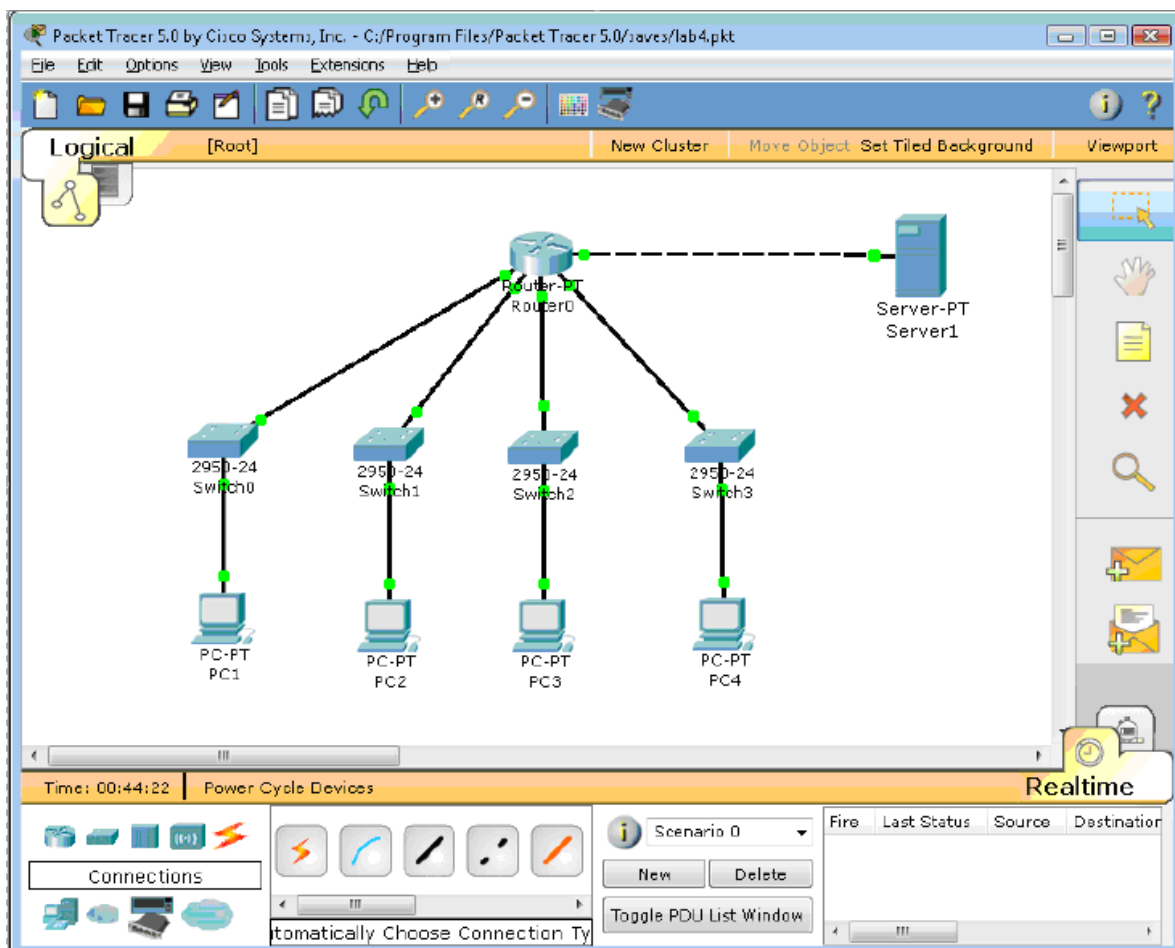 Packet Tracer 5.0 by Cisco Systems, Inc. - C:/Program Files/Packet Tracer 5.0/saves/lab4.pkt
File Edit Options View Tools Extensions Help
Logical [Root] New Cluster Move Object Set Tiled Background Viewport
Router-PT
Router0
Server-PT
Server1
2950-24
Switch0
2950-24
Switch1
2950-24
Switch2
2950-24
Switch3
PC-PT
PC1
PC-PT
PC2
PC-PT
PC3
PC-PT
PC4
Time: 00:44:22 Power Cycle Devices Realtime
Connections
utomatically Choose Connection Ty
Scenario 0
New Delete
Toggle PDU List Window
Fire Last Status Source Destination